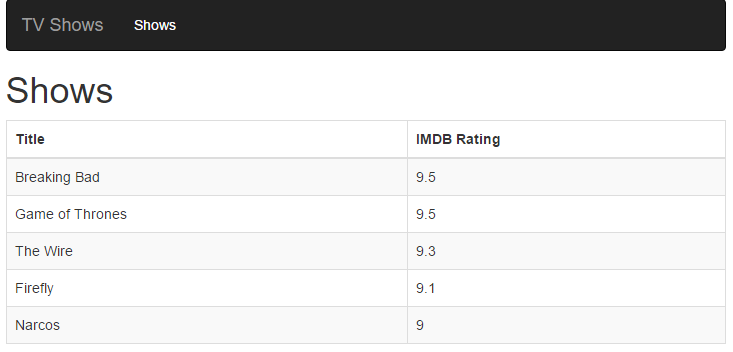 TV Shows Shows
Shows
Title IMDB Rating
Breaking Bad 9.5
Game of Thrones 9.5
The Wire 9.3
Firefly 9.1
Narcos 9